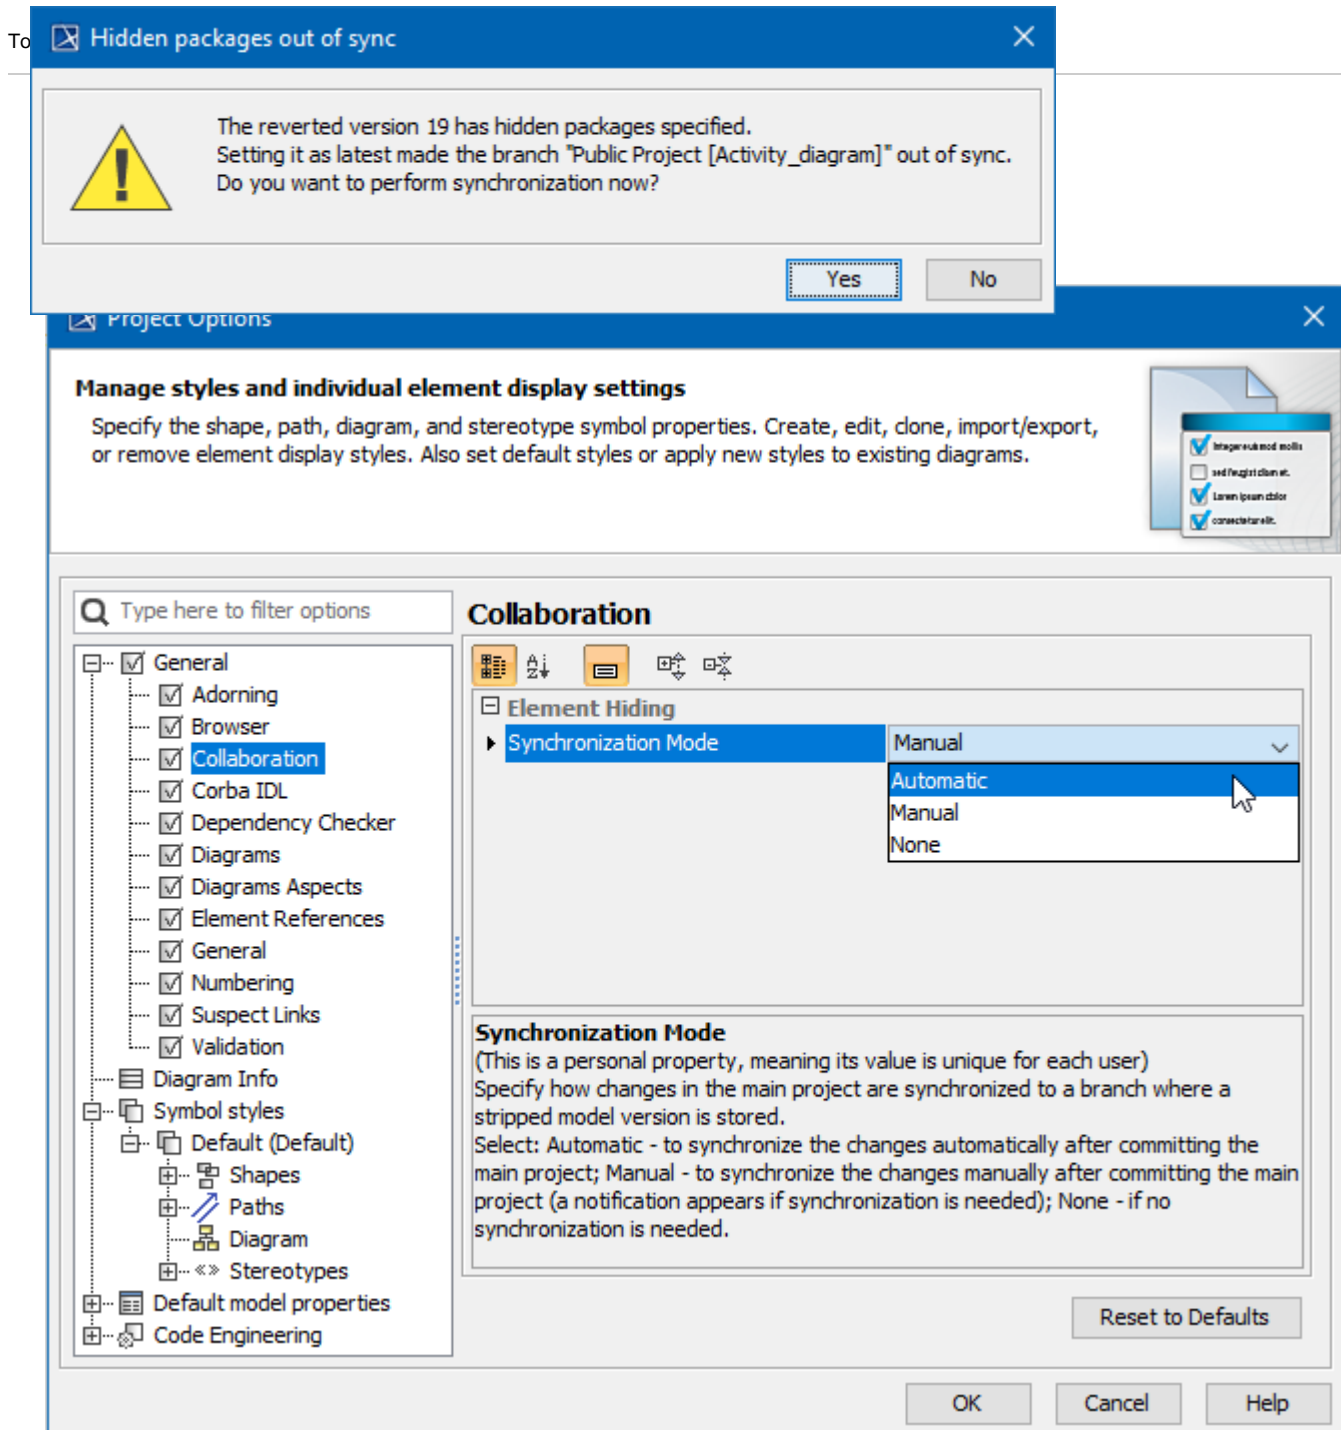 To
Hidden packages out of sync
The reverted version 19 has hidden packages specified.
Setting it as latest made the branch "Public Project [Activity_diagram]" out of sync.
Do you want to perform synchronization now?
Yes
No
Project Options
Manage styles and individual element display settings
Specify the shape, path, diagram, and stereotype symbol properties. Create, edit, clone, import/export,
or remove element display styles. Also set default styles or apply new styles to existing diagrams.
Type here to filter options
General
Adorning
Browser
Collaboration
Corba IDL
Dependency Checker
Diagrams
Diagrams Aspects
Element References
General
Numbering
Suspect Links
Validation
Diagram Info
Symbol styles
Default (Default)
Shapes
Paths
Diagram
Stereotypes
Default model properties
Code Engineering
Collaboration
Element Hiding
Synchronization Mode
Manual
Automatic
Manual
None
Synchronization Mode
(This is a personal property, meaning its value is unique for each user)
Specify how changes in the main project are synchronized to a branch where a
stripped model version is stored.
Select: Automatic - to synchronize the changes automatically after committing the
main project; Manual - to synchronize the changes manually after committing the main
project (a notification appears if synchronization is needed); None - if no
synchronization is needed.
Reset to Defaults
OK
Cancel
Help